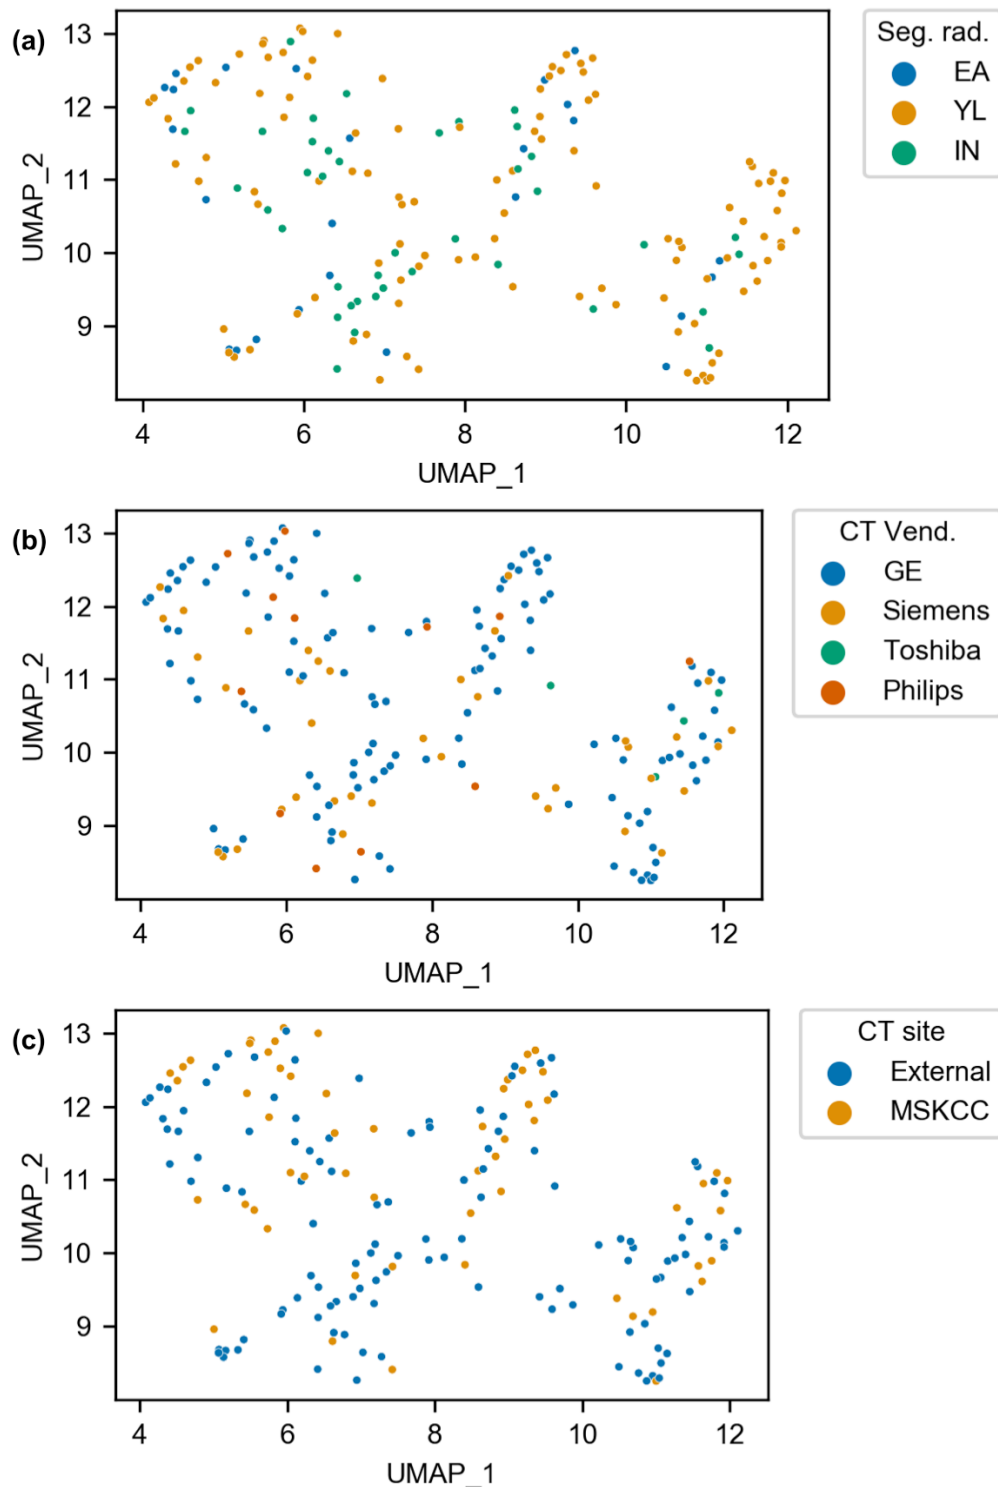 (a)
13
12
11
10
9
UMAP_2
4 6 8 10 12
UMAP_1
Seg. rad.
EA
YL
IN
(b)
13
12
11
10
9
UMAP_2
4 6 8 10 12
UMAP_1
CT Vend.
GE
Siemens
Toshiba
Philips
(c)
13
12
11
10
9
UMAP_2
4 6 8 10 12
UMAP_1
CT site
External
MSKCC